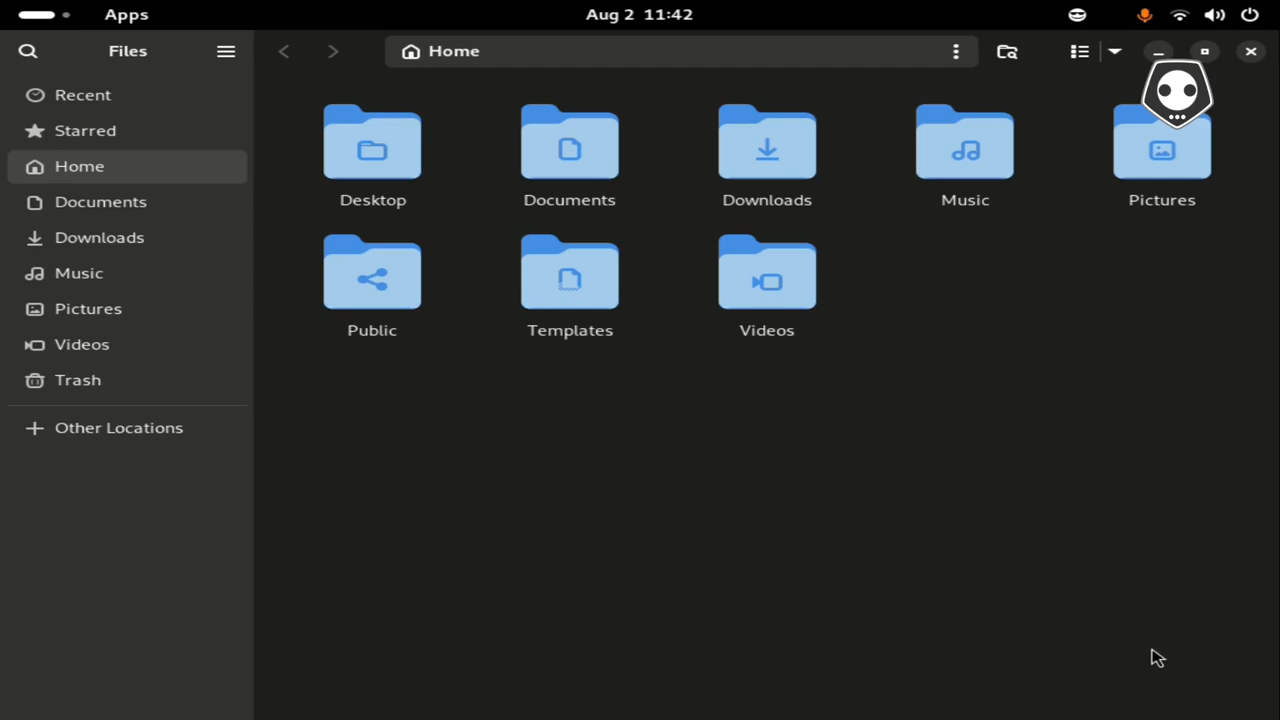 Apps
Aug 2 11:42
Files
Home
Recent
Starred
Home
Documents
Downloads
Music
Pictures
Videos
Trash
Other Locations
Desktop
Documents
Downloads
Music
Pictures
Public
Templates
Videos